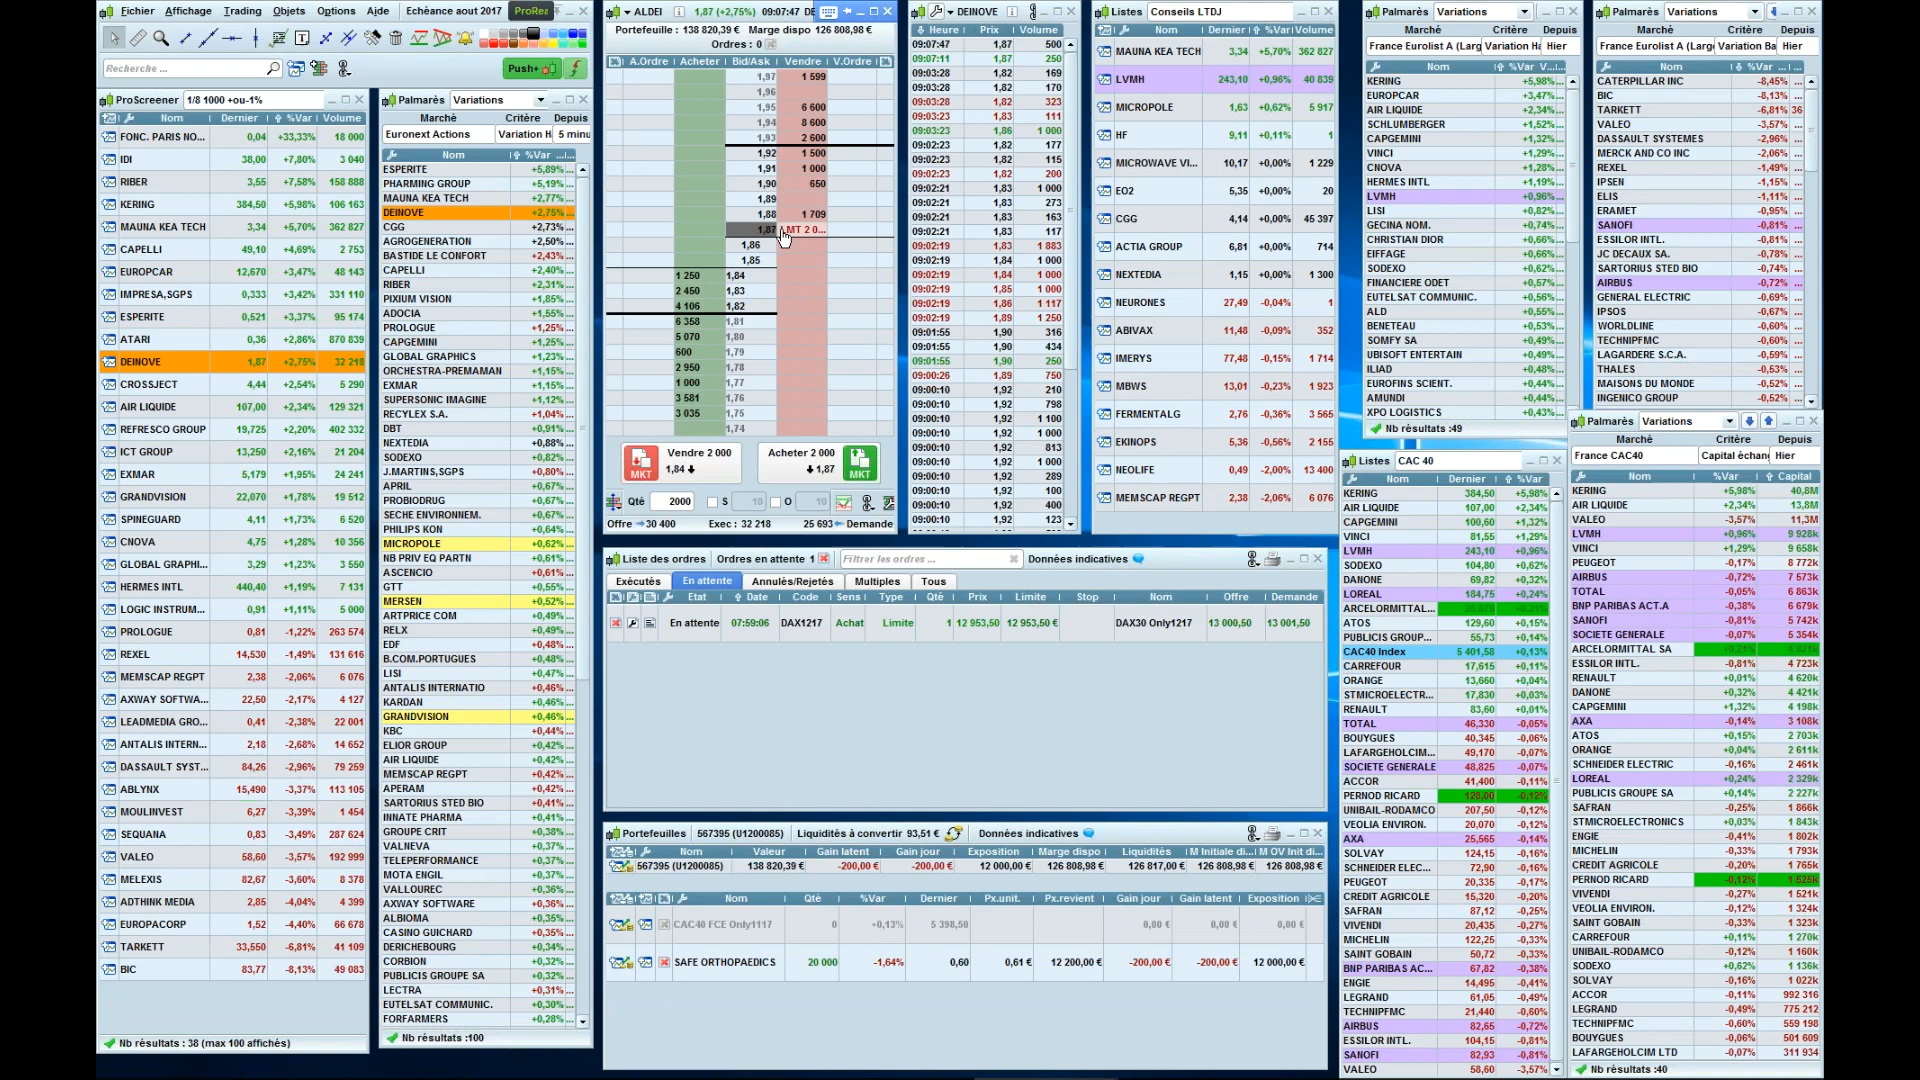 Fichier Affichage Trading Objets Options Aide Echéance aout 2017
Recherche ...
Push+
ProScreener 1/8 1000 +ou-1%
Nom Dernier %Var Volume
FONC. PARIS NO... 0,04 +33,33% 18 000
IDI 38,00 +7,80% 3 040
RIBER 3,55 +7,58% 158 888
KERING 384,50 +5,98% 106 163
MAUNA KEA TECH 3,34 +5,70% 362 827
CAPELLI 49,10 +4,69% 2 753
EUROPCAR 12,670 +3,47% 48 143
IMPRESA,SGPS 0,333 +3,42% 331 110
ESPERITE 0,521 +3,37% 95 174
ATARI 0,36 +2,86% 870 839
DEINOVE 1,87 +2,75% 32 218
CROSSJECT 4,44 +2,54% 5 290
AIR LIQUIDE 107,00 +2,34% 129 321
REFRESCO GROUP 19,725 +2,20% 402 332
ICT GROUP 13,250 +2,16% 21 204
EXMAR 5,179 +1,95% 24 241
GRANDVISION 22,070 +1,78% 19 512
SPINEGUARD 4,11 +1,73% 6 520
CNOVA 4,75 +1,28% 10 356
GLOBAL GRAPHI... 3,29 +1,23% 3 550
HERMES INTL 440,40 +1,19% 7 131
LOGIC INSTRUM... 0,91 +1,11% 5 000
PROLOGUE 0,81 -1,22% 263 574
REXEL 14,530 -1,49% 131 616
MEMSCAP REGPT 2,38 -2,06% 6 076
AXWAY SOFTWA... 22,50 -2,17% 4 127
LEADMEDIA GRO... 0,41 -2,38% 22 001
ANTALIS INTERN... 2,18 -2,68% 14 652
DASSAULT SYST... 84,26 -2,96% 79 259
ABLYNX 15,490 -3,37% 113 105
MOULINVEST 6,27 -3,39% 1 454
SEQUANA 0,83 -3,49% 287 624
VALEO 58,60 -3,57% 192 999
MELEXIS 82,67 -3,60% 8 378
ADTHINK MEDIA 2,85 -4,04% 4 399
EUROPACORP 1,52 -4,40% 66 678
TARKETT 33,550 -6,81% 41 109
BIC 83,77 -8,13% 49 083
Nb résultats : 38 (max 100 affichés)
Palmarès Variations
Marché Critère Depuis
Euronext Actions Variation H 5 minu
Nom %Var
ESPERITE +5,89%...
PHARMING GROUP +5,19%...
MAUNA KEA TECH +2,77%...
DEINOVE +2,75%...
CGG +2,73%...
AGROGENERATION +2,50%...
BASTIDE LE CONFORT +2,43%...
CAPELLI +2,40%...
RIBER +2,31%...
PIXIUM VISION +1,85%...
ADOCIA +1,55%...
PROLOGUE +1,25%...
CAPGEMINI +1,25%...
GLOBAL GRAPHICS +1,23%...
ORCHESTRA-PREMAMAN +1,15%...
EXMAR +1,15%...
SUPERSONIC IMAGINE +1,12%...
RECYLEX S.A. +1,04%...
DBT +0,91%...
NEXTEDIA +0,88%...
SODEXO +0,82%...
J.MARTINS,SGPS +0,80%...
APRIL +0,67%...
PROBIODRUG +0,67%...
SECHE ENVIRONNEM. +0,67%...
PHILIPS KON +0,64%...
MICROPOLE +0,62%...
NB PRIV EQ PARTN +0,61%...
ASCENCIO +0,61%...
GTT +0,55%...
MERSEN +0,52%...
ARTPRICE COM +0,49%...
RELX +0,49%...
EDF +0,48%...
B.COM.PORTUGUES +0,48%...
LISI +0,47%...
ANTALIS INTERNATIO +0,46%...
KARDAN +0,46%...
GRANDVISION +0,46%...
KBC +0,44%...
ELIOR GROUP +0,42%...
AIR LIQUIDE +0,42%...
MEMSCAP REGPT +0,42%...
APERAM +0,42%...
SARTORIUS STED BIO +0,41%...
INNATE PHARMA +0,41%...
GROUPE CRIT +0,38%...
VALNEVA +0,37%...
TELEPERFORMANCE +0,37%...
MOTA ENGIL +0,37%...
VALLOUREC +0,36%...
AXWAY SOFTWARE +0,36%...
ALBIOMA +0,35%...
CASINO GUICHARD +0,35%...
DERICHEBOURG +0,34%...
CORBION +0,32%...
PUBLICIS GROUPE SA +0,32%...
LECTRA +0,31%...
EUTELSAT COMMUNIC. +0,30%...
FORFARMERS +0,28%...
Nb résultats :100
ALDEI 1,87 (+2,75%) 09:07:47
Portefeuille : 138 820,39 € Marge dispo 126 808,98 €
Ordres : 0
A.Ordre Acheter Bid/Ask Vendre V.Ordre
1,97 1 599
1,96
1,95 6 600
1,94 8 600
1,93 2 600
1,92 1 500
1,91 1 000
1,90 650
1,89
1,88 1 709
1,87
1,86
1,85
1 250 1,84
2 450 1,83
4 106 1,82
6 358 1,81
5 070 1,80
600 1,79
2 950 1,78
1 000 1,77
3 581 1,76
3 035 1,75
1,74
MKT Vendre 2 000 1,84 Acheter 2 000 1,87 MKT
Qté 2000 S 10 O 10
Offre 30 400 Exec : 32 218 25 693 Demande
DEINOVE
Heure Prix Volume
09:07:47 1,87 500
09:07:11 1,87 250
09:03:28 1,82 169
09:03:28 1,82 170
09:03:28 1,82 323
09:03:23 1,83 111
09:03:23 1,86 1 000
09:02:23 1,82 177
09:02:23 1,82 115
09:02:23 1,82 200
09:02:21 1,83 1 000
09:02:21 1,83 273
09:02:21 1,83 163
09:02:21 1,83 117
09:02:19 1,83 1 883
09:02:19 1,84 1 000
09:02:19 1,84 1 000
09:02:19 1,85 1 000
09:02:19 1,86 1 117
09:02:19 1,89 1 250
09:01:55 1,90 316
09:01:55 1,90 434
09:01:55 1,90 250
09:00:26 1,89 750
09:00:10 1,92 210
09:00:10 1,92 798
09:00:10 1,92 1 100
09:00:10 1,92 1 000
09:00:10 1,92 813
09:00:10 1,92 1 000
09:00:10 1,92 289
09:00:10 1,92 100
09:00:10 1,92 400
09:00:10 1,92 123
Listes Conseils LTDJ
Nom Dernier %Var Volume
MAUNA KEA TECH 3,34 +5,70% 362 827
LVMH 243,10 +0,96% 40 839
MICROPOLE 1,63 +0,62% 5 917
HF 9,11 +0,11% 1
MICROWAVE VI... 10,17 +0,00% 1 229
EO2 5,35 +0,00% 20
CGG 4,14 +0,00% 45 397
ACTIA GROUP 6,81 +0,00% 714
NEXTEDIA 1,15 +0,00% 1 300
NEURONES 27,49 -0,04% 1
ABIVAX 11,48 -0,09% 352
IMERYS 77,48 -0,15% 1 714
MBWS 13,01 -0,23% 1 923
FERMENTALG 2,76 -0,36% 3 565
EKINOPS 5,36 -0,56% 2 155
NEOLIFE 0,49 -2,00% 13 400
MEMSCAP REGPT 2,38 -2,06% 6 076
Liste des ordres Ordres en attente 1 Filtrer les ordres ... Données indicatives
Exécutés En attente Annulés/Rejetés Multiples Tous
Etat Date Code Sens Type Qté Prix Limite Stop Nom Offre Demande
En attente 07:59:06 DAX1217 Achat Limite 1 12 953,50 12 953,50 € DAX30 Only1217 13 000,50 13 001,50
Portefeuilles 567395 (U1200085) Liquidités à convertir 93,51 € Données indicatives
Nom Valeur Gain latent Gain jour Exposition Marge dispo Liquidités M Initiale di... M OV Init di...
567395 (U1200085) 138 820,39 € -200,00 € -200,00 € 12 000,00 € 126 808,98 € 126 817,00 € 126 808,98 € 126 808,98 €
Nom Qté %Var Dernier Px.unit. Px.revient Gain jour Gain latent Exposition
CAC40 FCE Only1117 0 +0,13% 5 398,50 0,00 € 0,00 € 0,00 €
SAFE ORTHOPAEDICS 20 000 -1,64% 0,60 0,61 € 12 200,00 € -200,00 € -200,00 € 12 000,00 €
Palmarès Variations
Marché Critère Depuis
France Eurolist A (Larg Variation Ha Hier
Nom %Var V...
KERING +5,98%...
EUROPCAR +3,47%...
AIR LIQUIDE +2,34%...
SCHLUMBERGER +1,52%...
CAPGEMINI +1,32%...
VINCI +1,29%...
CNOVA +1,28%...
HERMES INTL +1,19%...
LVMH +0,96%...
LISI +0,82%...
GECINA NOM. +0,74%...
CHRISTIAN DIOR +0,66%...
EIFFAGE +0,66%...
SODEXO +0,62%...
FINANCIERE ODET +0,57%...
EUTELSAT COMMUNIC. +0,56%...
ALD +0,55%...
BENETEAU +0,53%...
SOMFY SA +0,49%...
UBISOFT ENTERTAIN +0,49%...
ILIAD +0,48%...
EUROFINS SCIENT. +0,44%...
AMUNDI +0,44%...
XPO LOGISTICS +0,43%...
Nb résultats :49
Palmarès Variations
Marché Critère Depuis
France Eurolist A (Larg Variation Ba Hier
Nom %Var
CATERPILLAR INC -8,45%
BIC -8,13%
TARKETT -6,81% 36
VALEO -3,57%
DASSAULT SYSTEMES -2,96%
MERCK AND CO INC -2,06%
REXEL -1,49%
IPSEN -1,15%
ELIS -1,11%
ERAMET -0,95%
SANOFI -0,81%
ESSILOR INTL. -0,81%
JC DECAUX SA. -0,78%
SARTORIUS STED BIO -0,74%
AIRBUS -0,72%
GENERAL ELECTRIC -0,69%
IPSOS -0,67%
WORLDLINE -0,60%
TECHNIPFMC -0,60%
LAGARDERE S.C.A. -0,59%
THALES -0,53%
MAISONS DU MONDE -0,52%
INGENICO GROUP -0,52%
Listes CAC 40
Nom Dernier %Var
KERING 384,50 +5,98%
AIR LIQUIDE 107,00 +2,34%
CAPGEMINI 100,60 +1,32%
VINCI 81,55 +1,29%
LVMH 243,10 +0,96%
SODEXO 104,80 +0,62%
DANONE 69,82 +0,32%
LOREAL 184,75 +0,24%
ARCELORMITTAL... +0,21%
ATOS 129,60 +0,15%
PUBLICIS GROUP... 55,73 +0,14%
CAC40 Index 5 401,58 +0,13%
CARREFOUR 17,615 +0,11%
ORANGE 13,660 +0,04%
STMICROELECTR... 17,830 +0,03%
RENAULT 83,60 +0,01%
TOTAL 46,330 -0,05%
BOUYGUES 40,345 -0,06%
LAFARGEHOLCIM... 49,170 -0,07%
SOCIETE GENERALE 48,825 -0,07%
ACCOR 41,400 -0,11%
PERNOD RICARD 128,00 -0,12%
UNIBAIL-RODAMCO 207,50 -0,12%
VEOLIA ENVIRON. 20,070 -0,12%
AXA 25,565 -0,14%
SOLVAY 124,15 -0,16%
SCHNEIDER ELEC... 72,90 -0,16%
PEUGEOT 20,335 -0,17%
CREDIT AGRICOLE 15,320 -0,20%
SAFRAN 87,12 -0,25%
VIVENDI 20,435 -0,27%
MICHELIN 122,25 -0,33%
SAINT GOBAIN 50,72 -0,33%
BNP PARIBAS AC... 67,82 -0,38%
ENGIE 14,495 -0,41%
LEGRAND 61,05 -0,49%
TECHNIPFMC 21,440 -0,60%
AIRBUS 82,65 -0,72%
ESSILOR INTL. 104,15 -0,81%
SANOFI 82,93 -0,81%
VALEO 58,60 -3,57%
Palmarès Variations
Marché Critère Depuis
France CAC40 Capital échang Hier
Nom %Var Capital
KERING +5,98% 40,8M
AIR LIQUIDE +2,34% 13,8M
VALEO -3,57% 11,3M
LVMH +0,96% 9 928k
VINCI +1,29% 9 658k
PEUGEOT -0,17% 8 772k
AIRBUS -0,72% 7 573k
TOTAL -0,05% 6 863k
BNP PARIBAS ACT.A -0,38% 6 679k
SANOFI -0,81% 5 742k
SOCIETE GENERALE -0,07% 5 354k
ARCELORMITTAL SA +0,21% 4 821k
ESSILOR INTL. -0,81% 4 723k
RENAULT +0,01% 4 620k
DANONE +0,32% 4 421k
CAPGEMINI +1,32% 4 198k
AXA -0,14% 3 108k
ATOS +0,15% 2 703k
ORANGE +0,04% 2 611k
SCHNEIDER ELECTRIC -0,16% 2 461k
LOREAL +0,24% 2 329k
PUBLICIS GROUPE SA +0,14% 2 227k
SAFRAN -0,25% 1 866k
STMICROELECTRONICS +0,03% 1 843k
ENGIE -0,41% 1 802k
MICHELIN -0,33% 1 793k
CREDIT AGRICOLE -0,20% 1 765k
PERNOD RICARD -0,12% 1 525k
VIVENDI -0,27% 1 521k
VEOLIA ENVIRON. -0,12% 1 324k
SAINT GOBAIN -0,33% 1 323k
CARREFOUR +0,11% 1 270k
UNIBAIL-RODAMCO -0,12% 1 160k
SODEXO +0,62% 1 136k
SOLVAY -0,16% 1 022k
ACCOR -0,11% 992 316
LEGRAND -0,49% 775 212
TECHNIPFMC -0,60% 559 198
BOUYGUES -0,06% 501 609
LAFARGEHOLCIM LTD -0,07% 311 934
Nb résultats :40